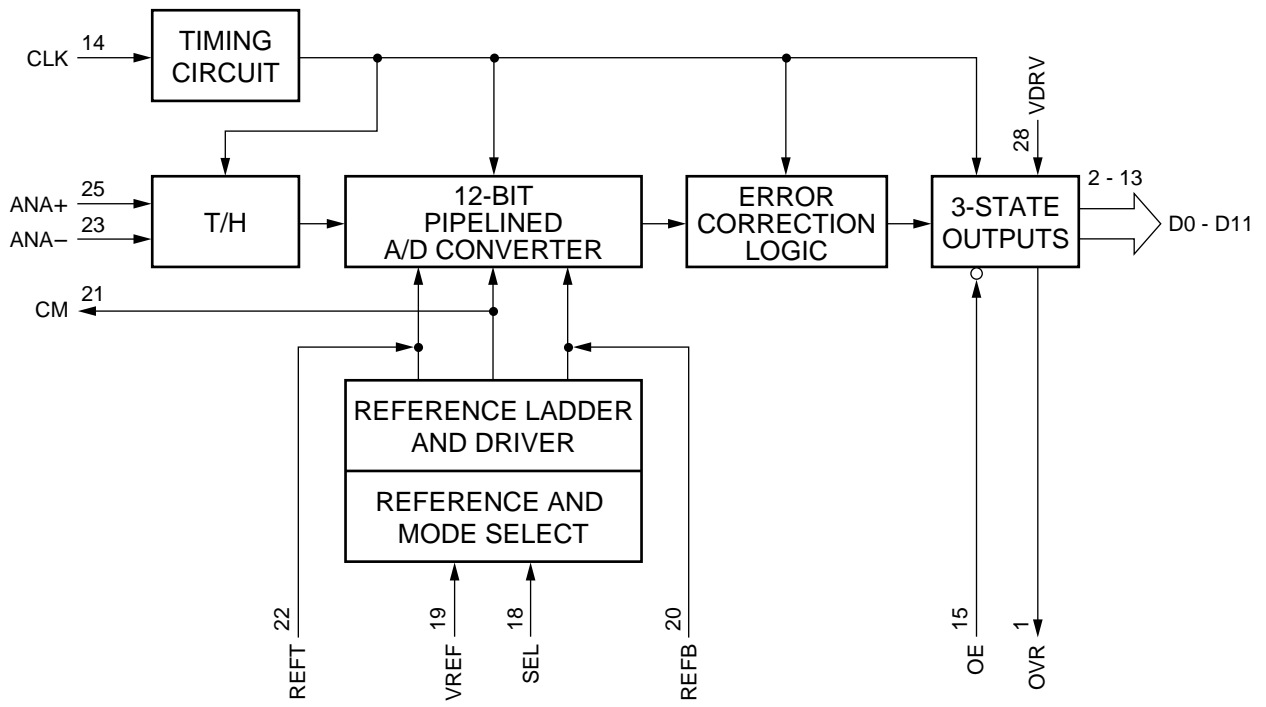 TIMING
CIRCUIT
CLK
14
VDRV
28
ANA+
25
ANA–
23
T/H
12-BIT
PIPELINED
A/D CONVERTER
ERROR
CORRECTION
LOGIC
3-STATE
OUTPUTS
2 - 13
D0 - D11
CM
21
REFERENCE LADDER
AND DRIVER
REFERENCE AND
MODE SELECT
REFT
22
VREF
19
SEL
18
REFB
20
OE
15
OVR
1